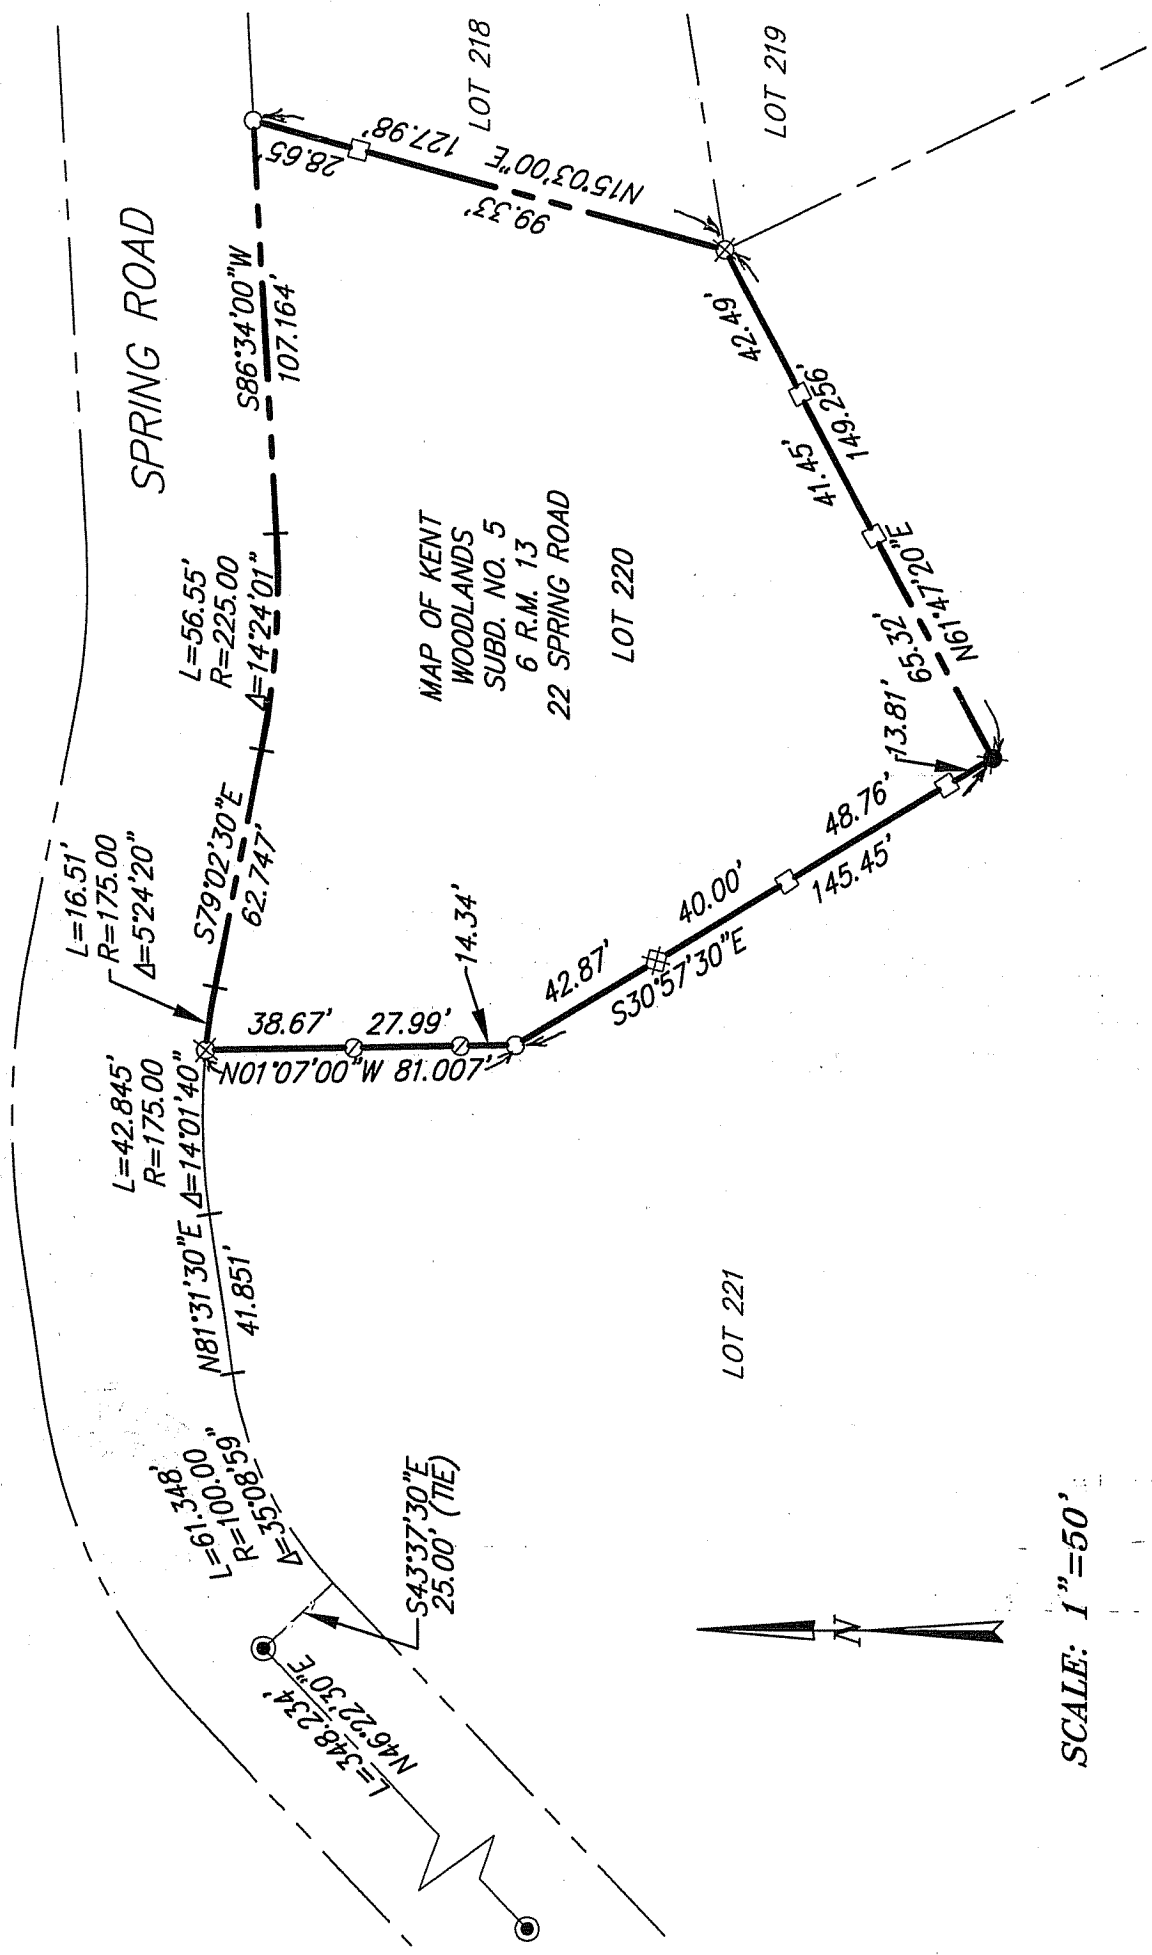 SPRING ROAD
LOT 218
LOT 219
S86°34'00"W
107.164'
28.65'
127.98'
N15°03'00"E
99.33'
L=56.55'
R=225.00
Δ=14°24'01"
S79°02'30"E
62.747'
L=16.51'
R=175.00
Δ=5°24'20"
MAP OF KENT
WOODLANDS
SUBD. NO. 5
6 R.M. 13
22 SPRING ROAD
LOT 220
42.49'
149.256'
41.45'
N61°47'20"E
65.32'
13.81'
48.76'
145.45'
40.00'
S30°57'30"E
42.87'
14.34'
27.99'
38.67'
N01°07'00"W 81.007'
L=42.845'
R=175.00
Δ=14°01'40"
N81°31'30"E
41.851'
L=61.348'
R=100.00
Δ=35°08'59"
S43°37'30"E
25.00' (TIE)
L=348.234'
N46°22'30"E
LOT 221
N
SCALE: 1"=50'